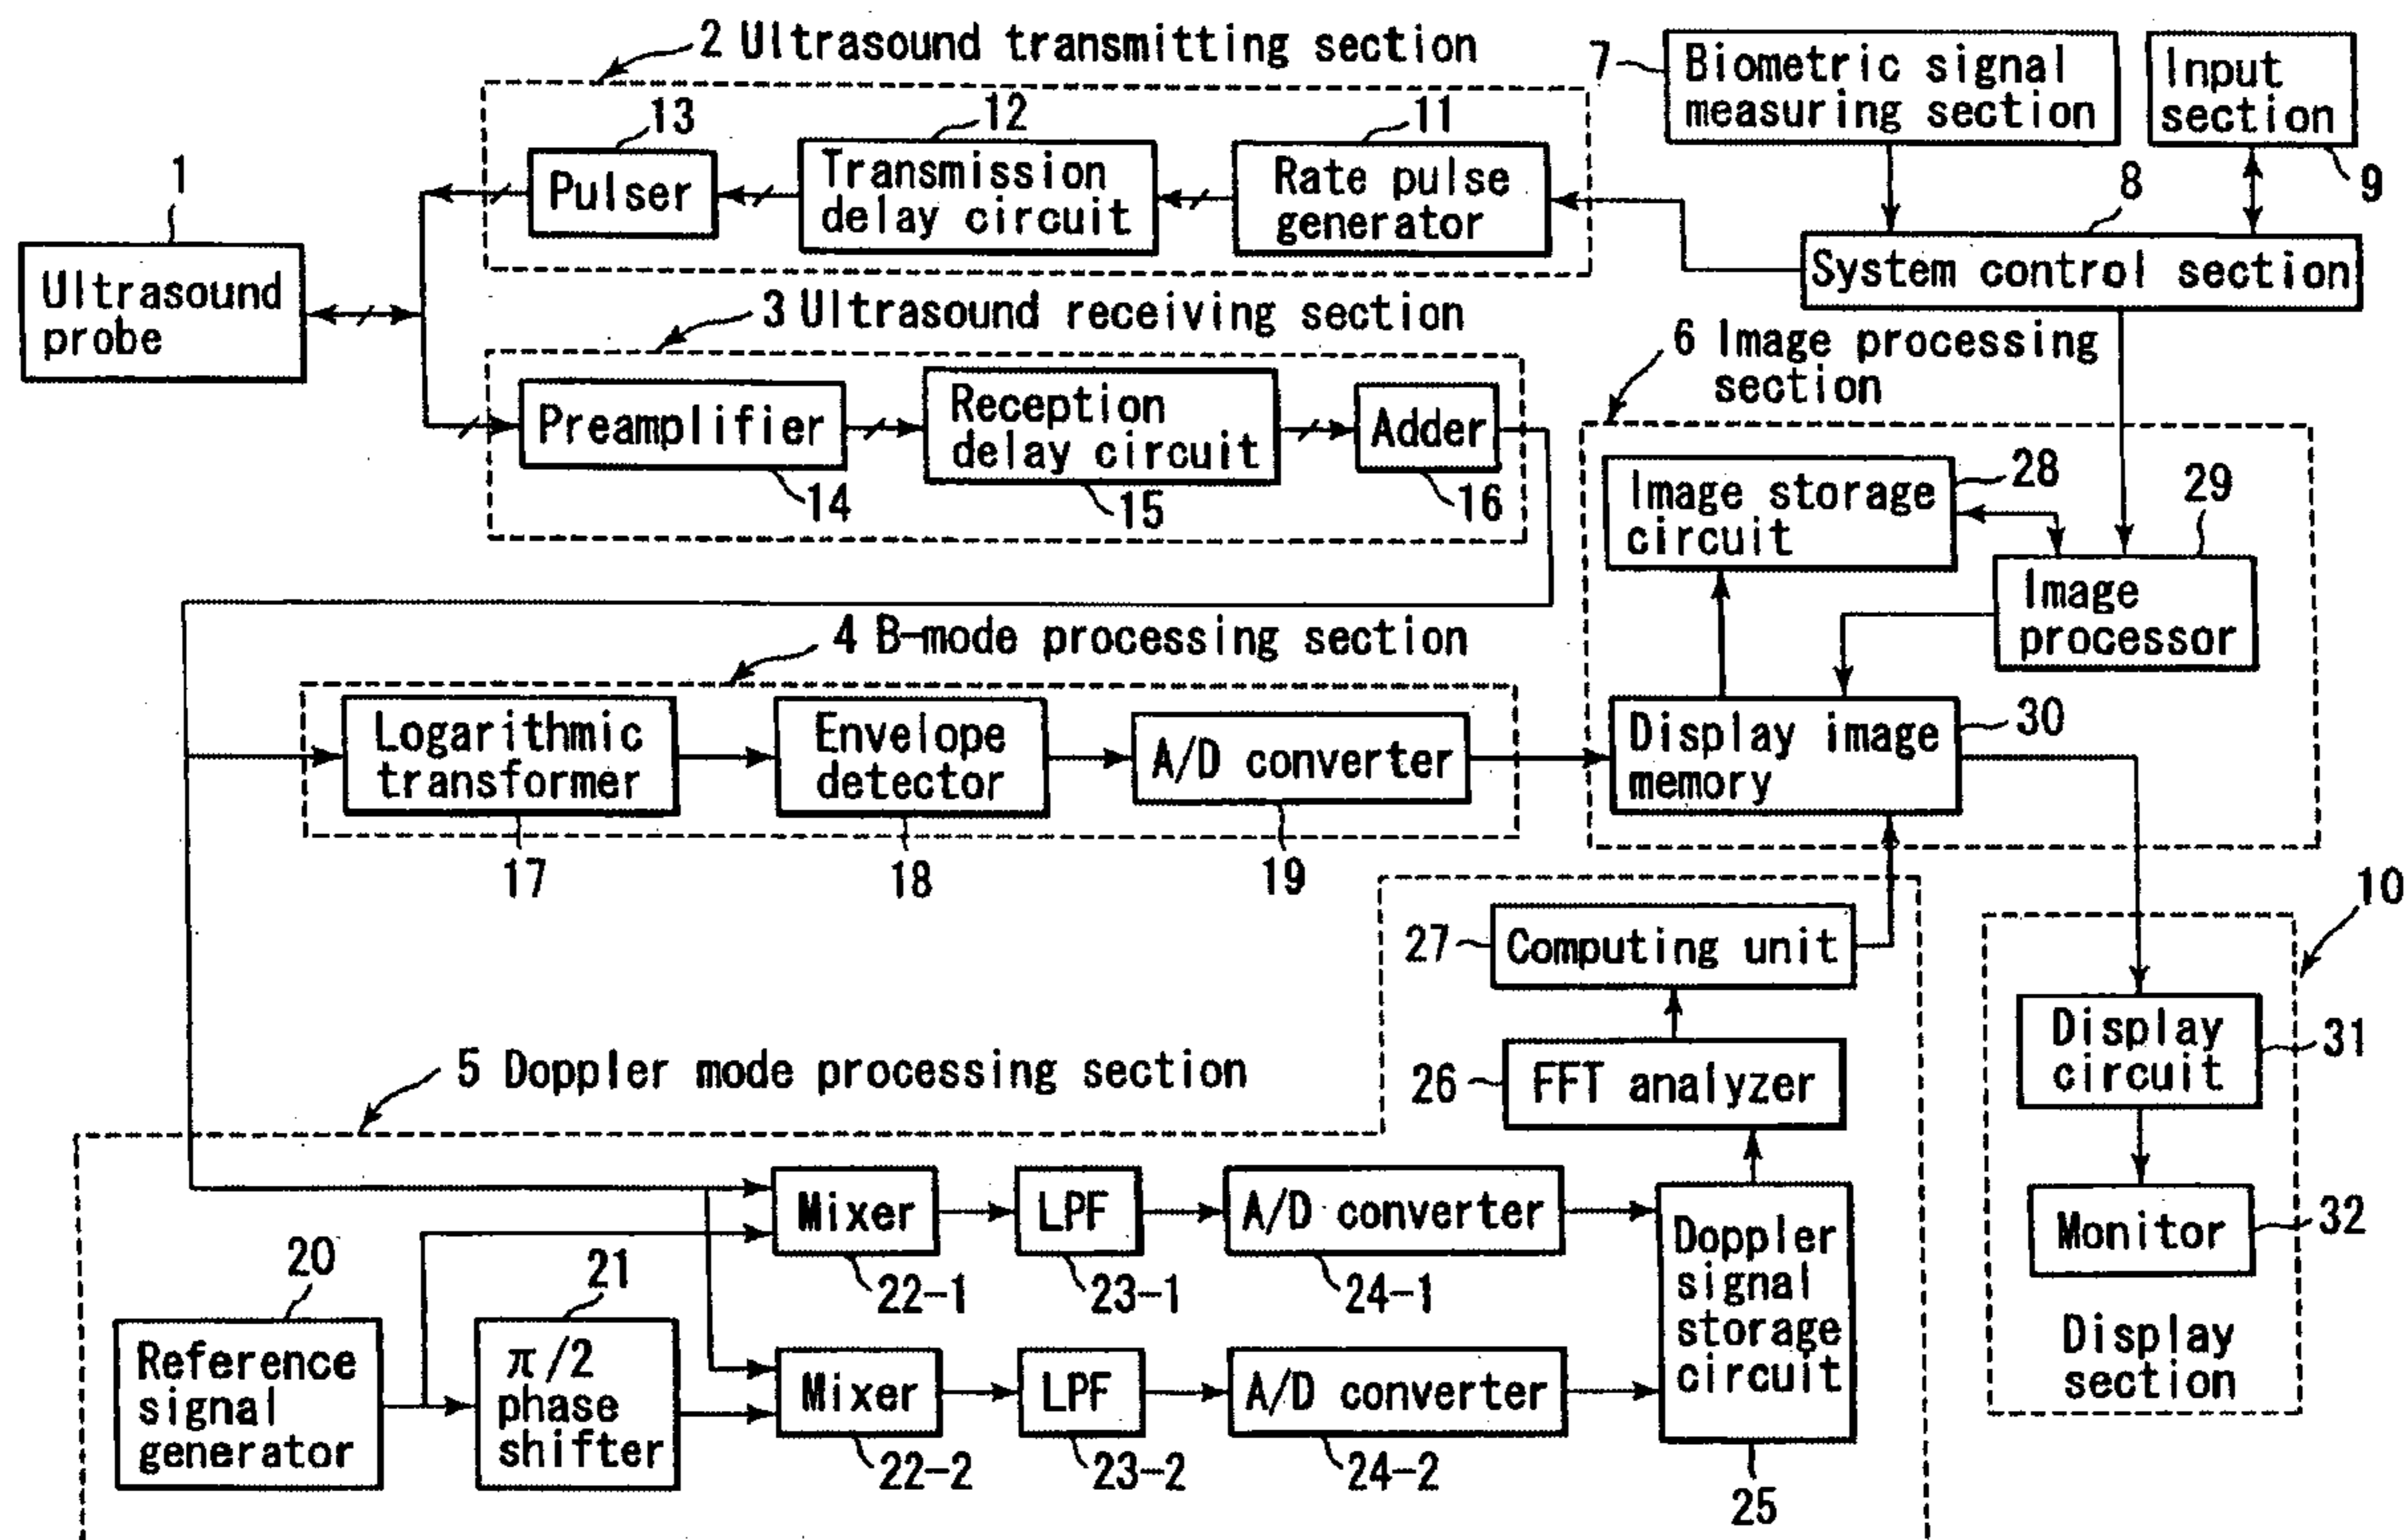 2 Ultrasound transmitting section
13
12
11
Pulser
Transmission
delay circuit
Rate pulse
generator
7
Biometric signal
measuring section
Input
section
9
8
System control section
1
Ultrasound
probe
3 Ultrasound receiving section
Preamplifier
Reception
delay circuit
Adder
14
15
16
6 Image processing
section
Image storage
circuit
28
29
Image
processor
Display image
memory
30
4 B-mode processing section
Logarithmic
transformer
Envelope
detector
A/D converter
17
18
19
5 Doppler mode processing section
27
Computing unit
26
FFT analyzer
10
Display
circuit
31
Monitor
32
Display
section
Mixer
LPF
A/D converter
22-1
23-1
24-1
Doppler
signal
storage
circuit
25
20
21
Reference
signal
generator
π/2
phase
shifter
Mixer
LPF
A/D converter
22-2
23-2
24-2